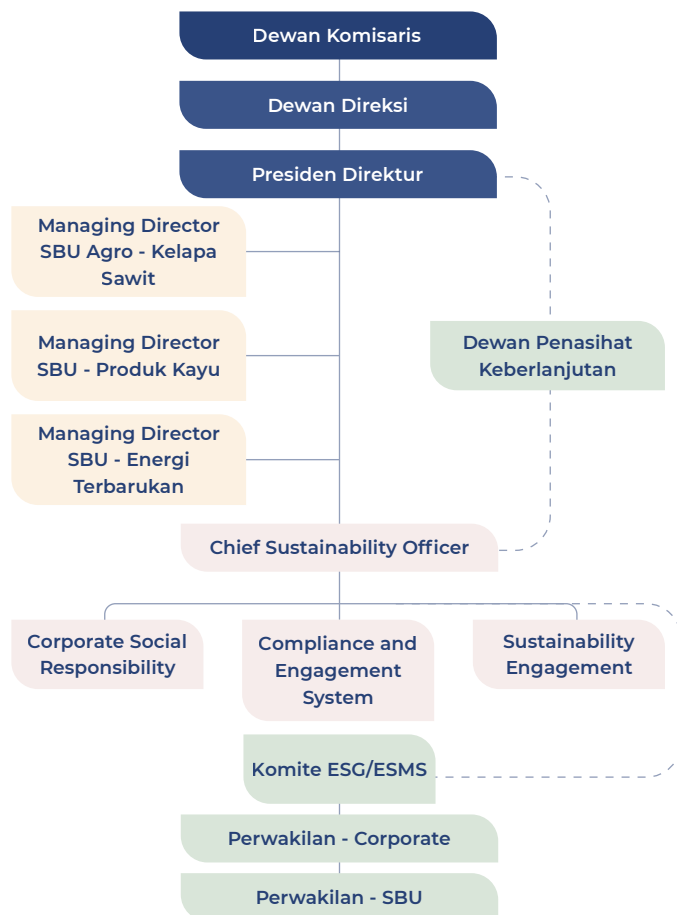 Dewan Komisaris
Dewan Direksi
Presiden Direktur
Managing Director
SBU Agro - Kelapa
Sawit
Managing Director
SBU - Produk Kayu
Dewan Penasihat
Keberlanjutan
Managing Director
SBU - Energi
Terbarukan
Chief Sustainability Officer
Corporate Social
Responsibility
Compliance and
Engagement
System
Sustainability
Engagement
Komite ESG/ESMS
Perwakilan - Corporate
Perwakilan - SBU